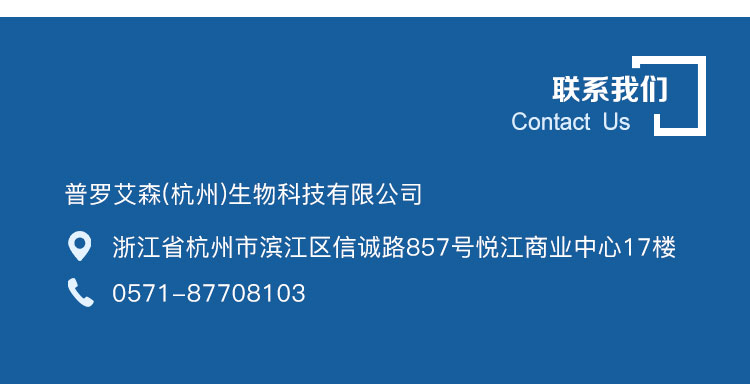 联系我们
Contact Us
普罗艾森(杭州)生物科技有限公司
浙江省杭州市滨江区信诚路857号悦江商业中心17楼
0571-87708103